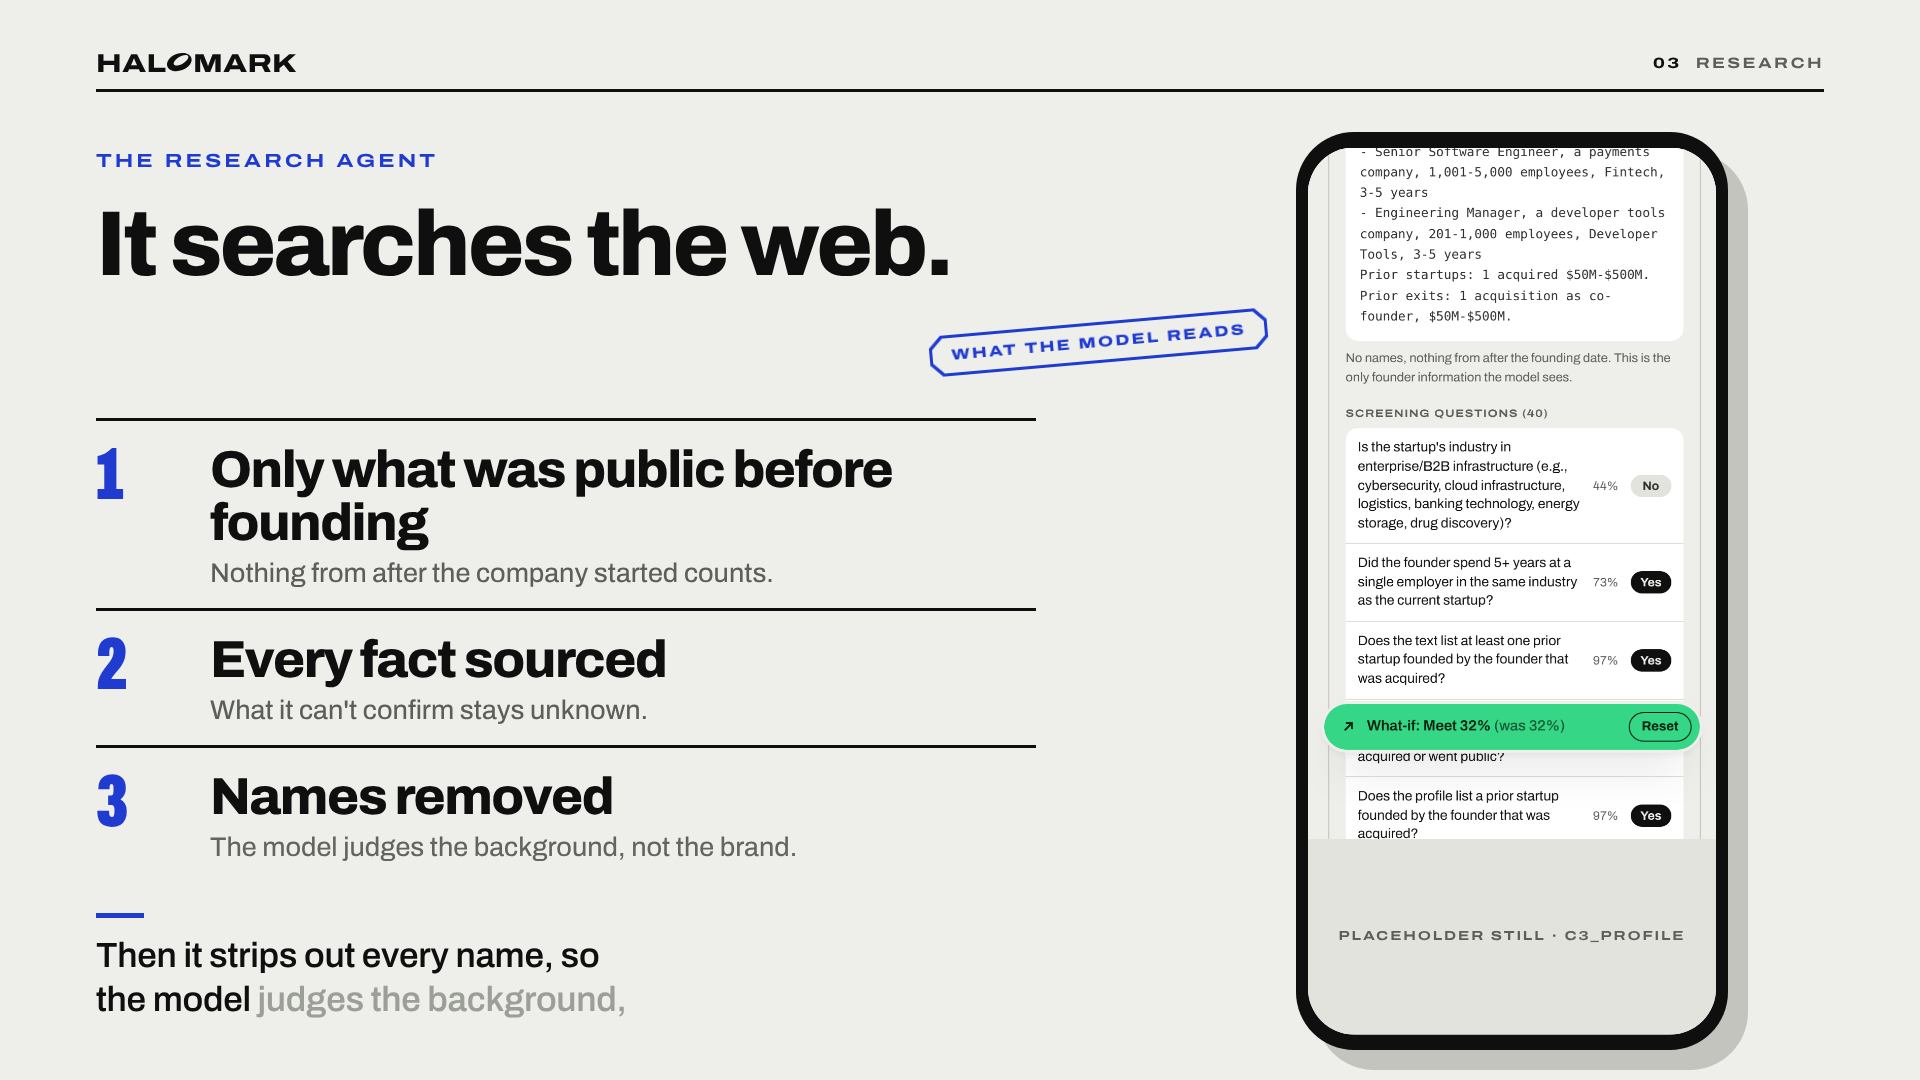 HALOMARK
03 RESEARCH
THE RESEARCH AGENT
It searches the web.
WHAT THE MODEL READS
1
Only what was public before
founding
Nothing from after the company started counts.
2
Every fact sourced
What it can't confirm stays unknown.
3
Names removed
The model judges the background, not the brand.
Then it strips out every name, so
the model judges the background,
- Senior Software Engineer, a payments
company, 1,001-5,000 employees, Fintech,
3-5 years
- Engineering Manager, a developer tools
company, 201-1,000 employees, Developer
Tools, 3-5 years
Prior startups: 1 acquired $50M-$500M.
Prior exits: 1 acquisition as co-
founder, $50M-$500M.
No names, nothing from after the founding date. This is the
only founder information the model sees.
SCREENING QUESTIONS (40)
Is the startup's industry in
enterprise/B2B infrastructure (e.g.,
cybersecurity, cloud infrastructure,
logistics, banking technology, energy
storage, drug discovery)?
44% No
Did the founder spend 5+ years at a
single employer in the same industry
as the current startup?
73% Yes
Does the text list at least one prior
startup founded by the founder that
was acquired?
97% Yes
What-if: Meet 32% (was 32%) Reset
acquired or went public?
Does the profile list a prior startup
founded by the founder that was
acquired?
97% Yes
PLACEHOLDER STILL · C3_PROFILE